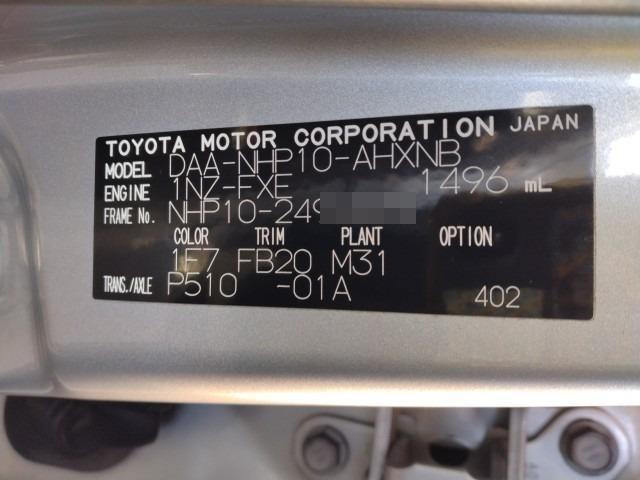 TOYOTA MOTOR CORPORATION JAPAN
MODEL DAA-NHP10-AHXNB
ENGINE 1NZ-FXE 1496 mL
FRAME No. NHP10-249
COLOR TRIM PLANT OPTION
1F7 FB20 M31
TRANS./AXLE P510 -01A 402